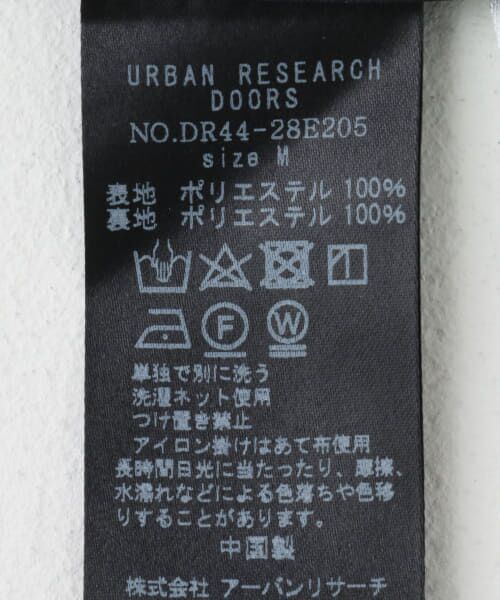 URBAN RESEARCH
DOORS
NO.DR44-28E205
size M
表地 ポリエステル 100%
裏地 ポリエステル 100%
F
W
単独で別に洗う
洗濯ネット使用
つけ置き禁止
アイロン掛けはあて布使用
長時間日光に当たったり、摩擦、
水濡れなどによる色落ちや色移
りすることがあります。
中国製
株式会社 アーバンリサーチ